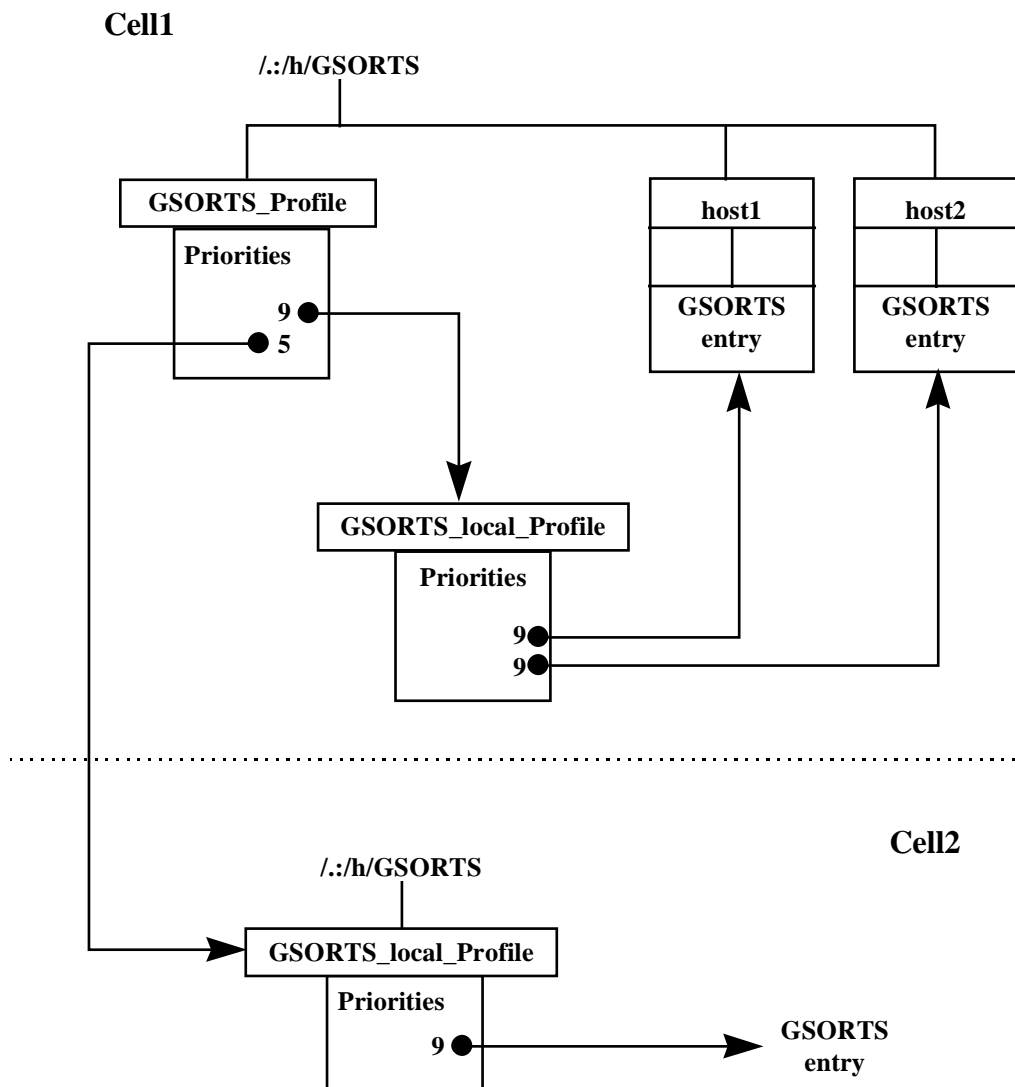 Cell1
/.:/h/GSORTS
GSORTS_Profile
host1
host2
Priorities
GSORTS
entry
GSORTS
entry
9
5
GSORTS_local_Profile
Priorities
9
9
Cell2
/.:/h/GSORTS
GSORTS_local_Profile
Priorities
9
GSORTS
entry